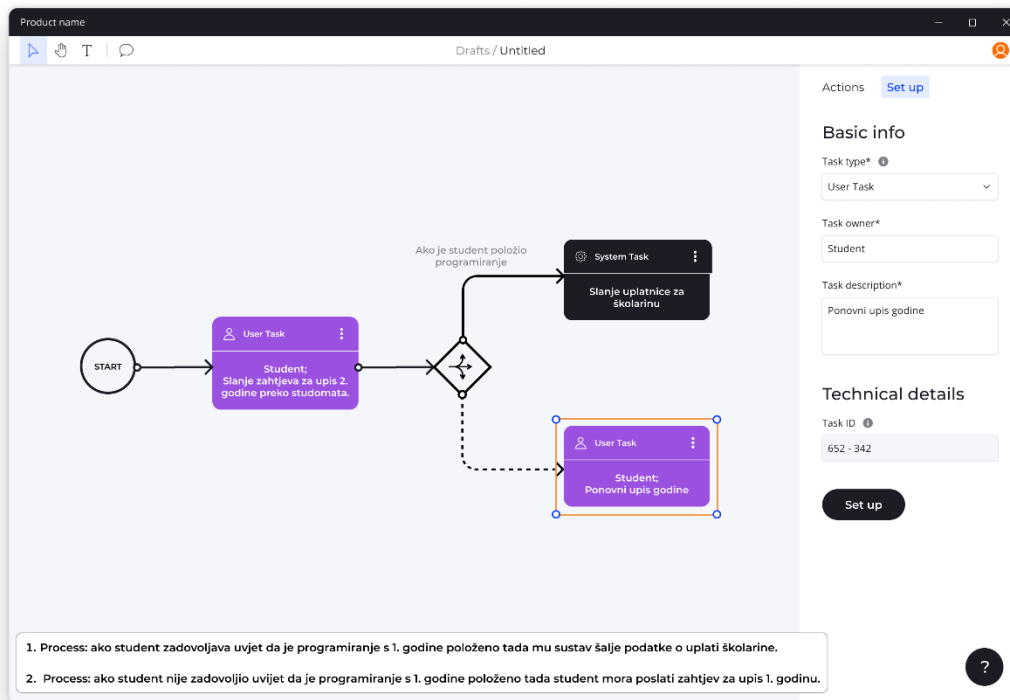 Product name
Drafts / Untitled
Actions
Set up
Basic info
Task type*
User Task
Task owner*
Student
Task description*
Ponovni upis godine
Technical details
Task ID
652 - 342
Set up
Ako je student položio
programiranje
System Task
Slanje uplatnice za
školarinu
START
User Task
Student;
Slanje zahtjeva za upis 2.
godine preko studomata.
User Task
Student;
Ponovni upis godine
1. Process: ako student zadovoljava uvjet da je programiranje s 1. godine položeno tada mu sustav šalje podatke o uplati školarine.
2. Process: ako student nije zadovoljio uvijet da je programiranje s 1. godine položeno tada student mora poslati zahtjev za upis 1. godinu.
?